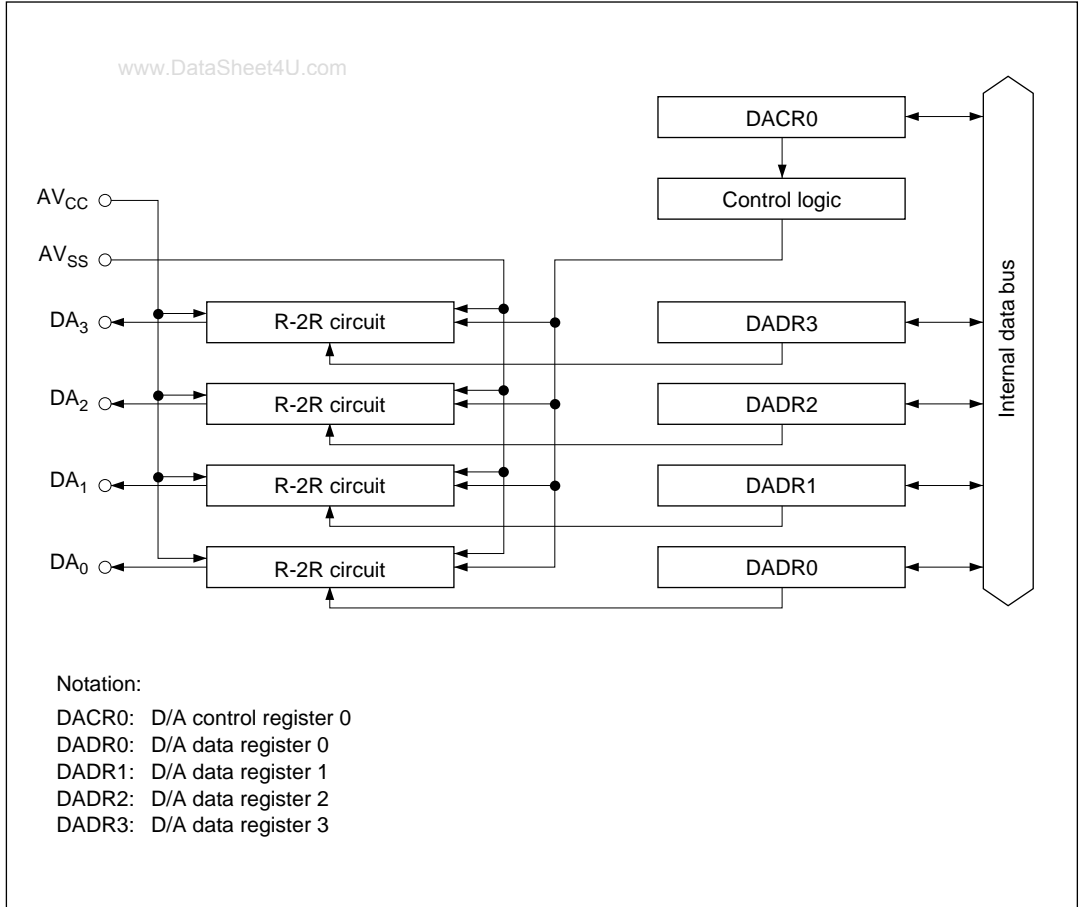 www.DataSheet4U.com
DACR0
Control logic
AVCC
AVSS
DA3
R-2R circuit
DADR3
DA2
R-2R circuit
DADR2
DA1
R-2R circuit
DADR1
DA0
R-2R circuit
DADR0
Internal data bus
Notation:
DACR0: D/A control register 0
DADR0: D/A data register 0
DADR1: D/A data register 1
DADR2: D/A data register 2
DADR3: D/A data register 3